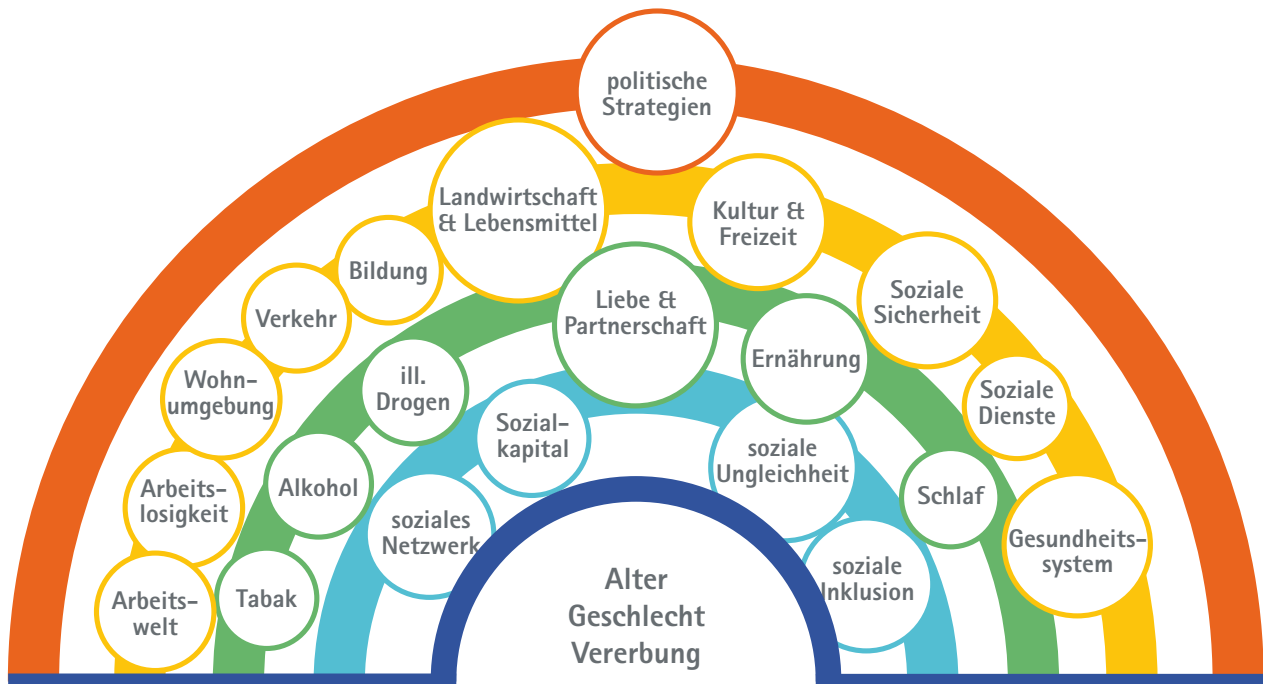 politische
Strategien
Landwirtschaft
& Lebensmittel
Kultur &
Freizeit
Bildung
Soziale
Sicherheit
Verkehr
Liebe &
Partnerschaft
Ernährung
Wohn-
umgebung
ill.
Drogen
Soziale
Dienste
Sozial-
kapital
soziale
Ungleichheit
Arbeits-
losigkeit
Alkohol
Schlaf
soziales
Netzwerk
Gesundheits-
system
Arbeits-
welt
Tabak
soziale
Inklusion
Alter
Geschlecht
Vererbung